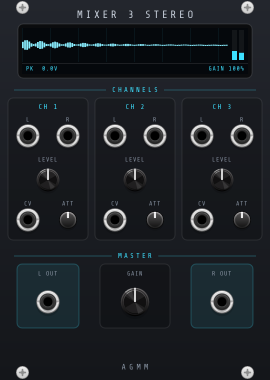 MIXER 3 STEREO
PK 0.0V GAIN 100%
CHANNELS
CH 1 CH 2 CH 3
L R L R L R
LEVEL LEVEL LEVEL
CV ATT CV ATT CV ATT
MASTER
L OUT GAIN R OUT
AGMM